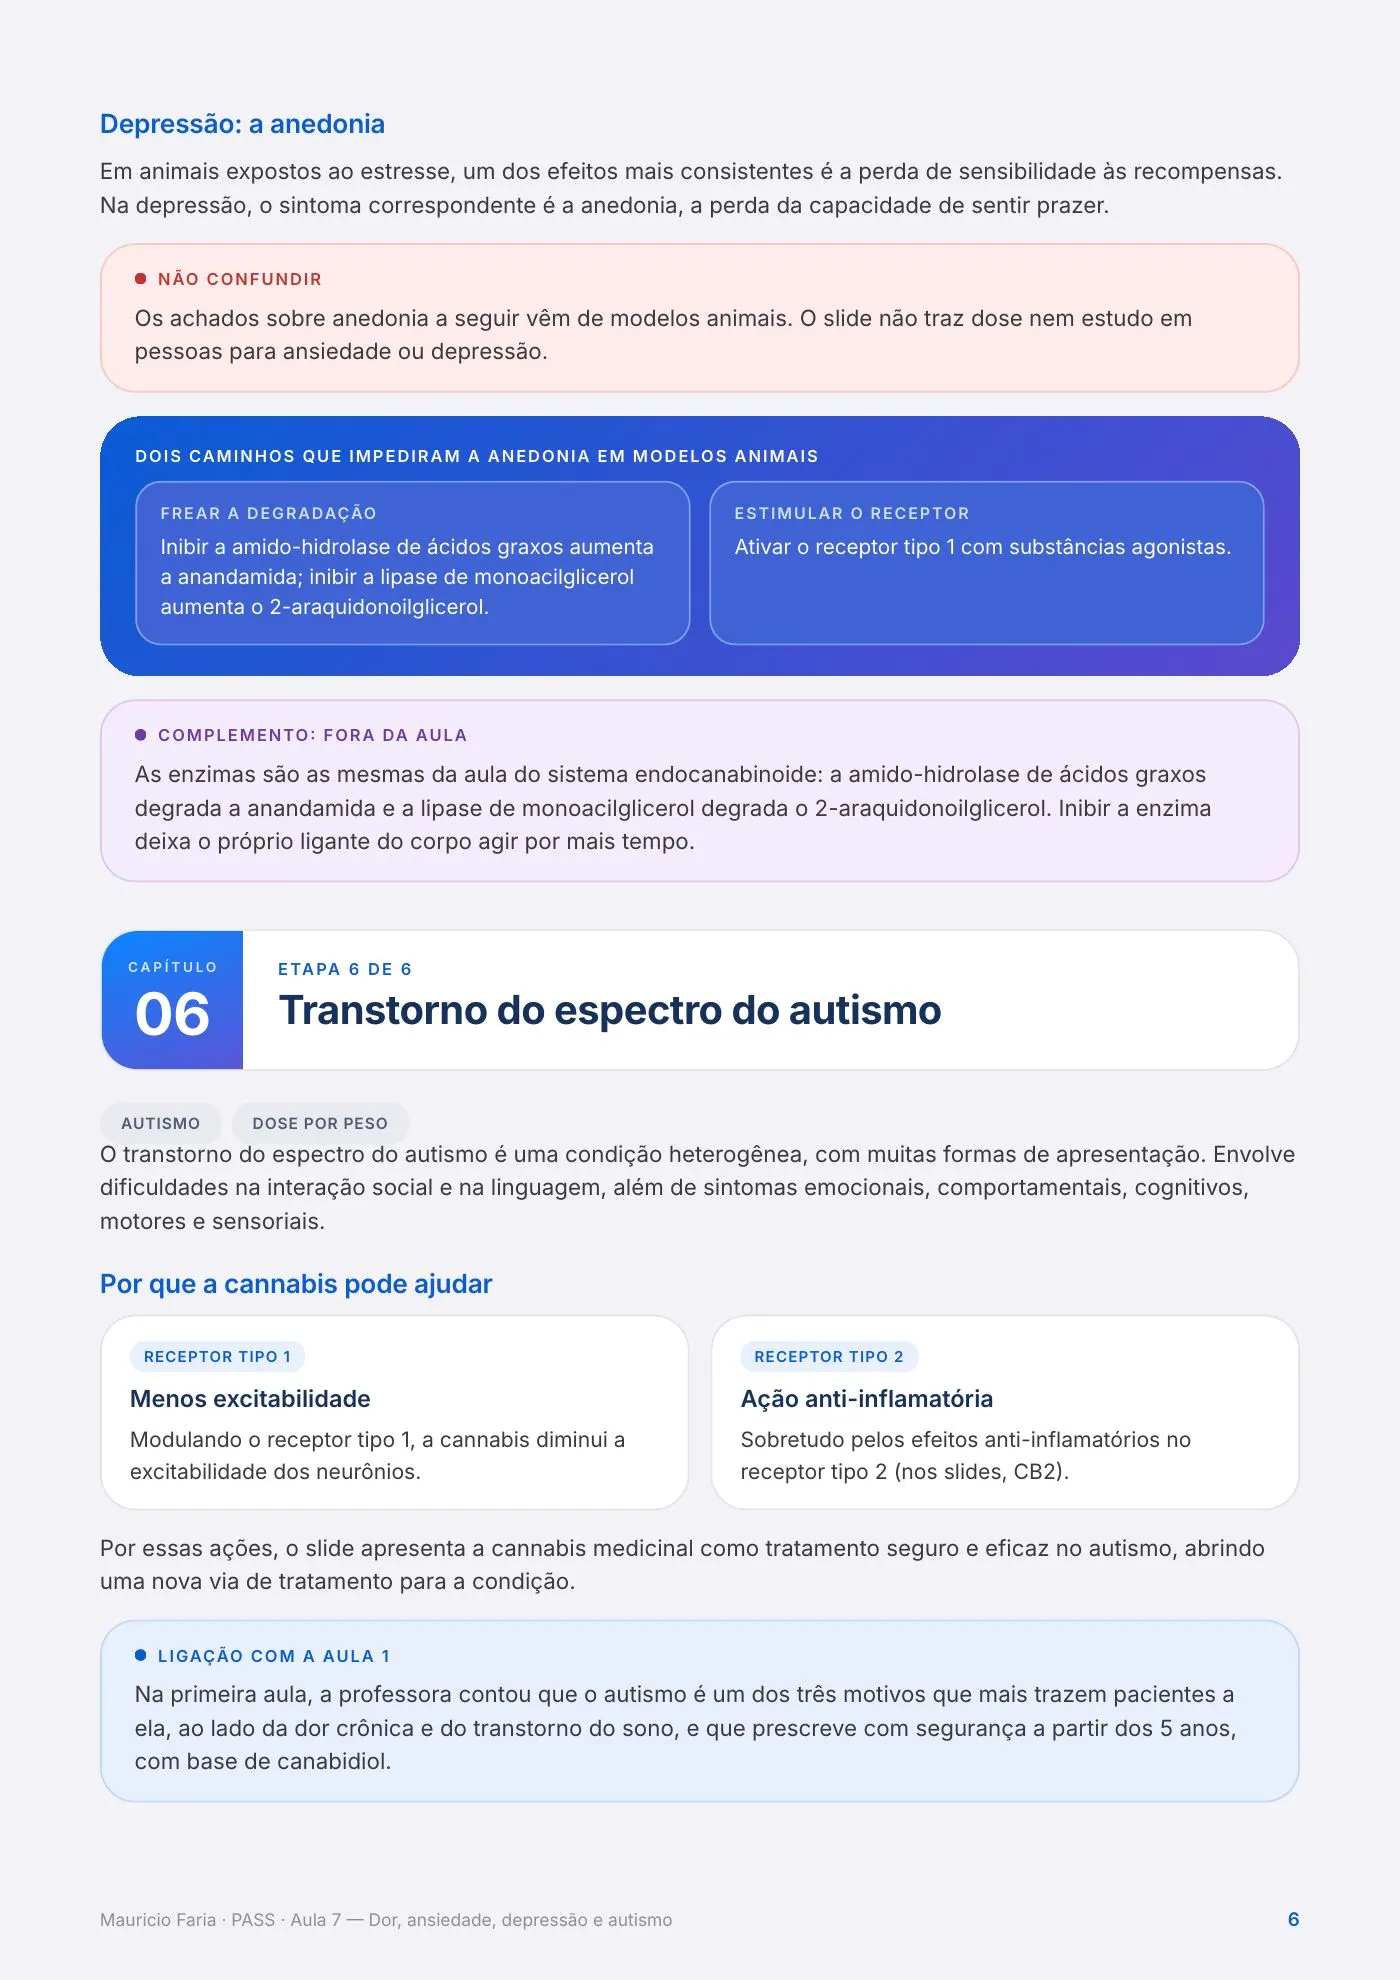 Depressão: a anedonia
Em animais expostos ao estresse, um dos efeitos mais consistentes é a perda de sensibilidade às recompensas.
Na depressão, o sintoma correspondente é a anedonia, a perda da capacidade de sentir prazer.
NÃO CONFUNDIR
Os achados sobre anedonia a seguir vêm de modelos animais. O slide não traz dose nem estudo em
pessoas para ansiedade ou depressão.
DOIS CAMINHOS QUE IMPEDIRAM A ANEDONIA EM MODELOS ANIMAIS
FREAR A DEGRADAÇÃO
Inibir a amido-hidrolase de ácidos graxos aumenta
a anandamida; inibir a lipase de monoacilglicerol
aumenta o 2-araquidonoilglicerol.
ESTIMULAR O RECEPTOR
Ativar o receptor tipo 1 com substâncias agonistas.
COMPLEMENTO: FORA DA AULA
As enzimas são as mesmas da aula do sistema endocanabinoide: a amido-hidrolase de ácidos graxos
degrada a anandamida e a lipase de monoacilglicerol degrada o 2-araquidonoilglicerol. Inibir a enzima
deixa o próprio ligante do corpo agir por mais tempo.
CAPÍTULO
06
ETAPA 6 DE 6
Transtorno do espectro do autismo
AUTISMO
DOSE POR PESO
O transtorno do espectro do autismo é uma condição heterogênea, com muitas formas de apresentação. Envolve
dificuldades na interação social e na linguagem, além de sintomas emocionais, comportamentais, cognitivos,
motores e sensoriais.
Por que a cannabis pode ajudar
RECEPTOR TIPO 1
Menos excitabilidade
Modulando o receptor tipo 1, a cannabis diminui a
excitabilidade dos neurônios.
RECEPTOR TIPO 2
Ação anti-inflamatória
Sobretudo pelos efeitos anti-inflamatórios no
receptor tipo 2 (nos slides, CB2).
Por essas ações, o slide apresenta a cannabis medicinal como tratamento seguro e eficaz no autismo, abrindo
uma nova via de tratamento para a condição.
LIGAÇÃO COM A AULA 1
Na primeira aula, a professora contou que o autismo é um dos três motivos que mais trazem pacientes a
ela, ao lado da dor crônica e do transtorno do sono, e que prescreve com segurança a partir dos 5 anos,
com base de canabidiol.
Mauricio Faria · PASS · Aula 7 — Dor, ansiedade, depressão e autismo
6